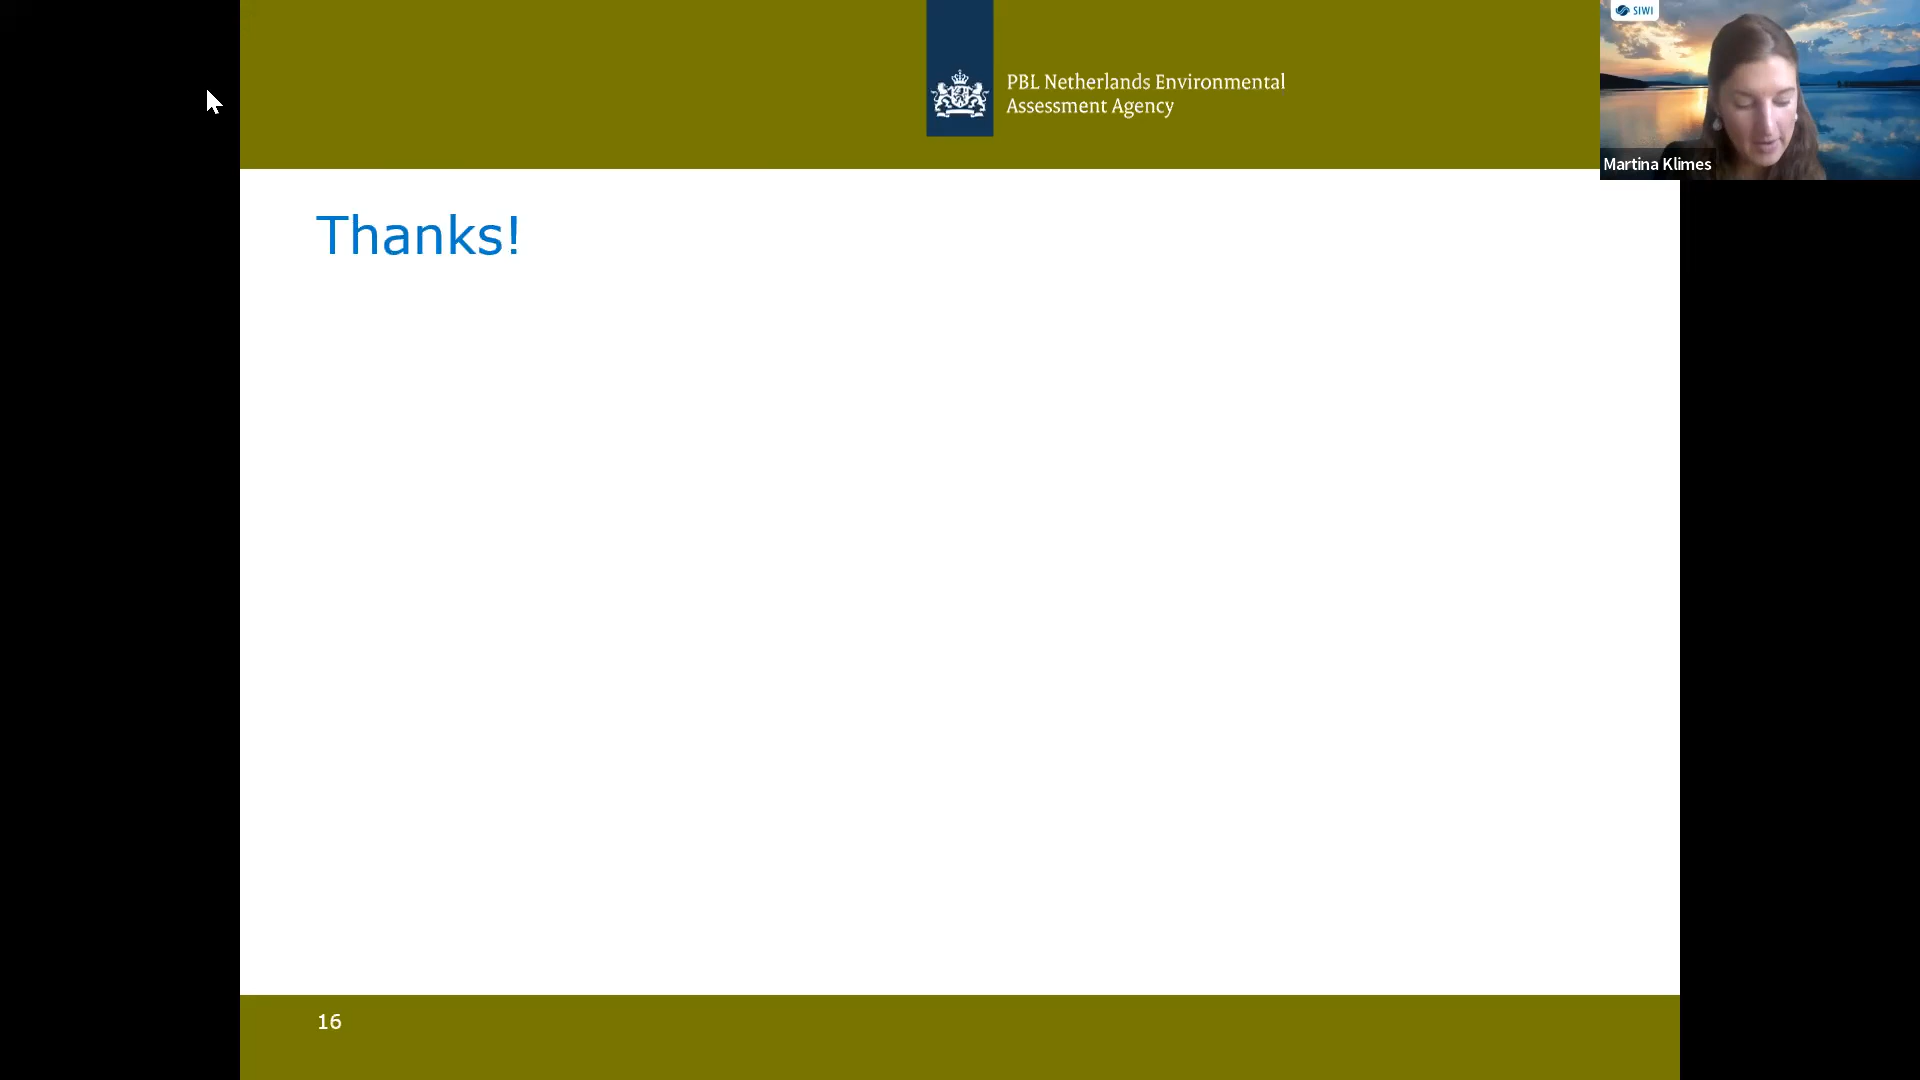 SIWI
PBL Netherlands Environmental
Assessment Agency
Martina Klimes
Thanks!
16